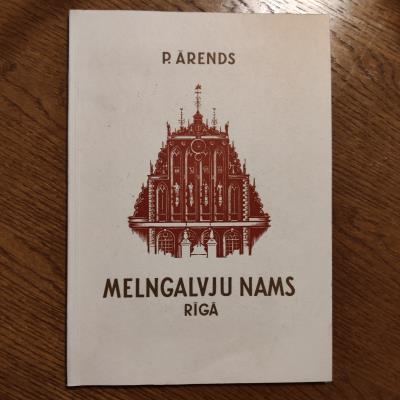 P. ĀRENDS
MELNGALVJU NAMS
RĪGĀ